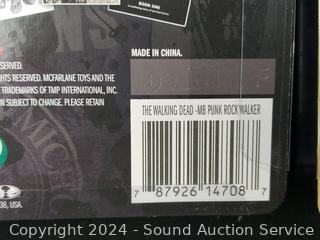 BOOK ONE
MADE IN CHINA.
SERVED.
GHTS RESERVED. MCFARLANE TOYS AND THE
TRADEMARKS OF TMP INTERNATIONAL, INC.
N SUBJECT TO CHANGE. PLEASE RETAIN
THE WALKING DEAD -MB PUNK ROCK WALKER
7 87926 14708 7
38, USA.
Copyright 2024 - Sound Auction Service